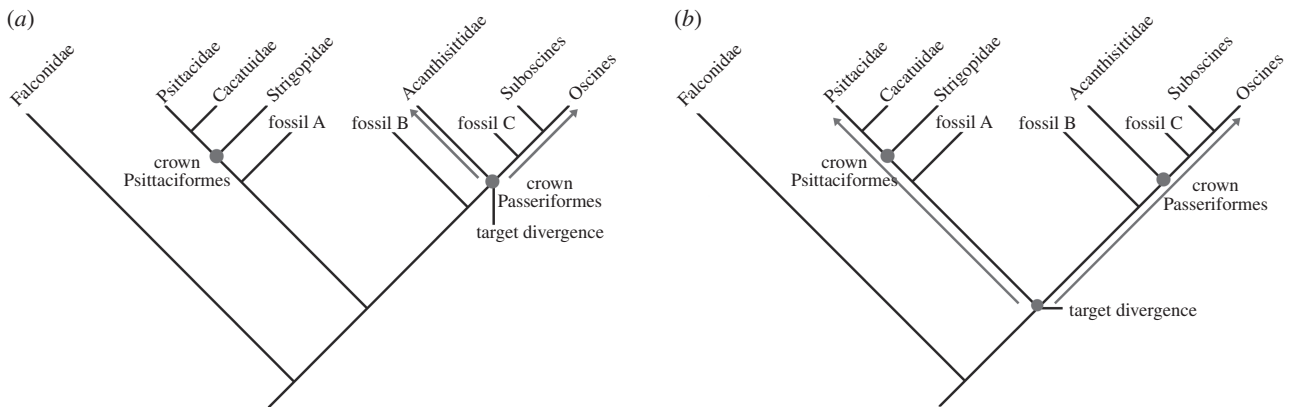 (a)
Falconidae
Psittacidae
Cacatuidae
Strigopidae
fossil A
crown
Psittaciformes
Acanthisittidae
Suboscines
Oscines
fossil B
fossil C
crown
Passeriformes
target divergence
(b)
Falconidae
Psittacidae
Cacatuidae
Strigopidae
fossil A
crown
Psittaciformes
Acanthisittidae
Suboscines
Oscines
fossil B
fossil C
crown
Passeriformes
target divergence